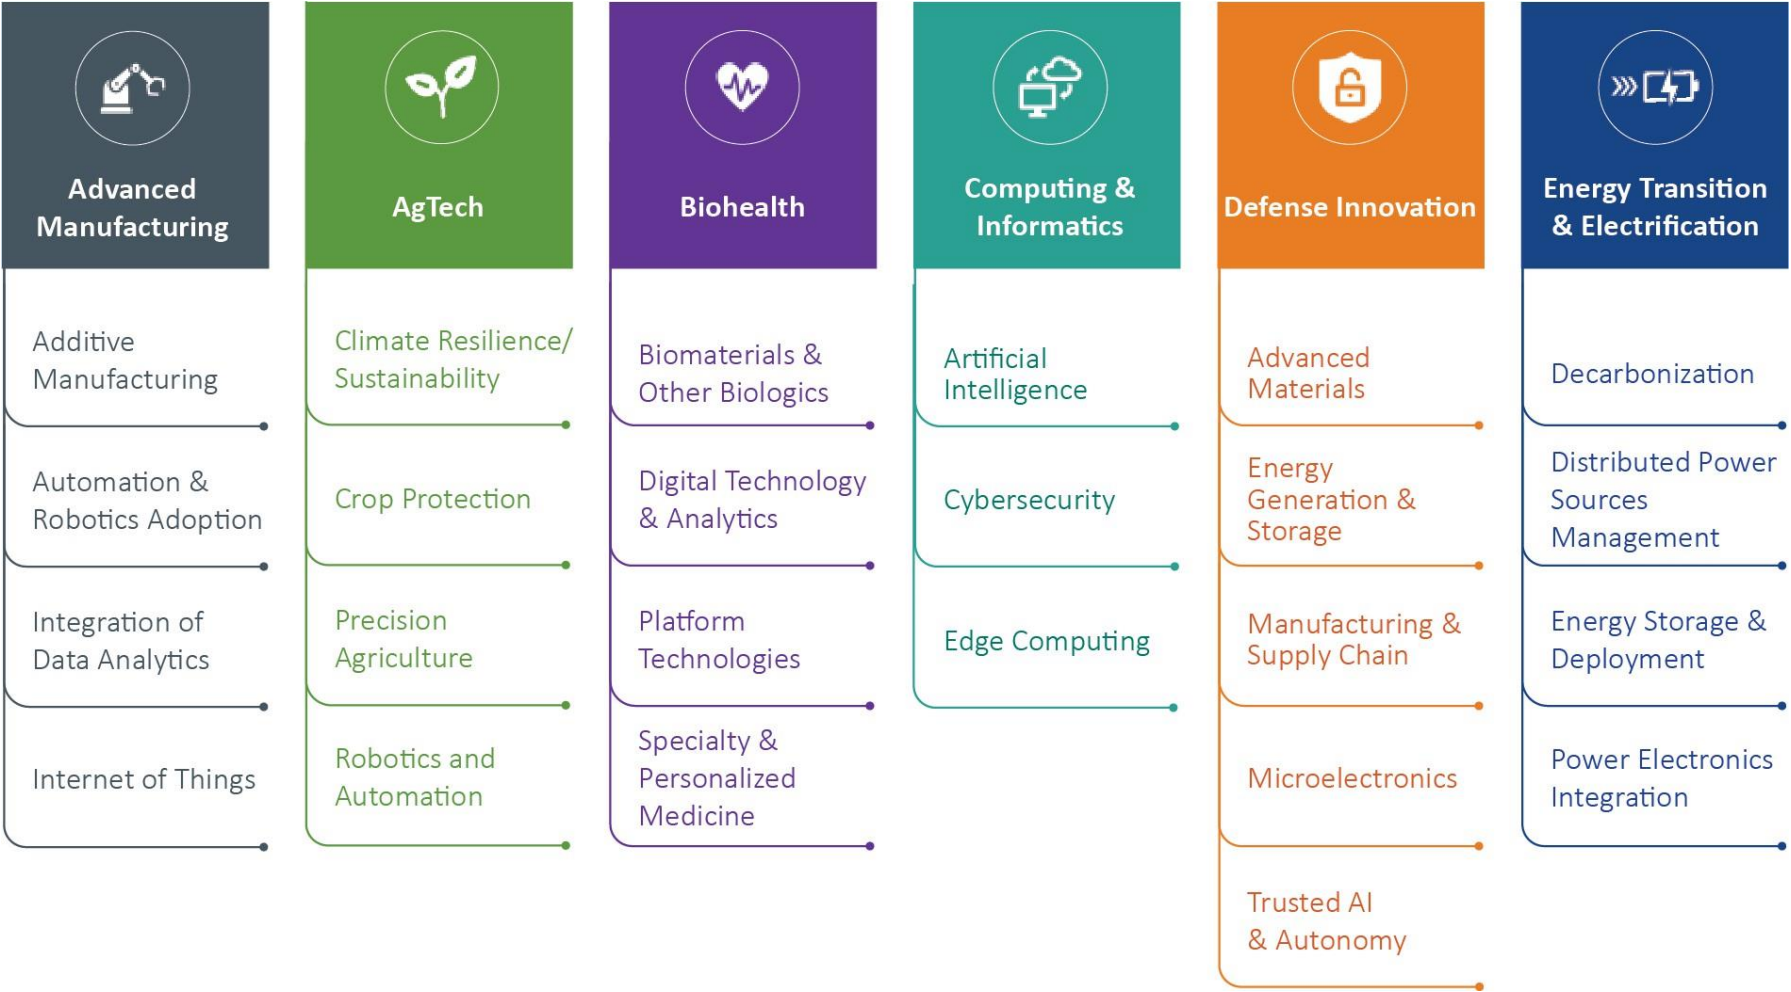 Advanced
Manufacturing
Additive
Manufacturing
Automation &
Robotics Adoption
Integration of
Data Analytics
Internet of Things
AgTech
Climate Resilience/
Sustainability
Crop Protection
Precision
Agriculture
Robotics and
Automation
Biohealth
Biomaterials &
Other Biologics
Digital Technology
& Analytics
Platform
Technologies
Specialty &
Personalized
Medicine
Computing &
Informatics
Artificial
Intelligence
Cybersecurity
Edge Computing
Defense Innovation
Advanced
Materials
Energy
Generation &
Storage
Manufacturing &
Supply Chain
Microelectronics
Trusted AI
& Autonomy
Energy Transition
& Electrification
Decarbonization
Distributed Power
Sources
Management
Energy Storage &
Deployment
Power Electronics
Integration